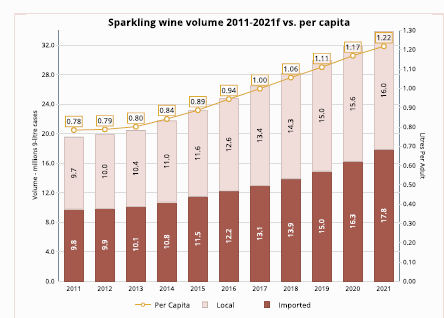 Sparkling wine volume 2011-2021f vs. per capita
Volume - millions 9-litre cases
32.0
28.0
24.0
20.0
16.0
12.0
8.0
4.0
0.0
1.30
1.20
1.10
1.00
0.90
0.80
0.70
0.60
0.50
0.40
0.30
0.20
0.10
0.00
Litres Per Adult
0.78 0.79 0.80 0.84 0.89 0.94 1.00 1.06 1.11 1.17 1.22
9.7 10.0 10.4 11.0 11.6 12.6 13.4 14.3 15.0 15.6 16.0
9.8 9.9 10.1 10.8 11.5 12.2 13.1 13.9 15.0 16.3 17.8
2011 2012 2013 2014 2015 2016 2017 2018 2019 2020 2021
Per Capita Local Imported